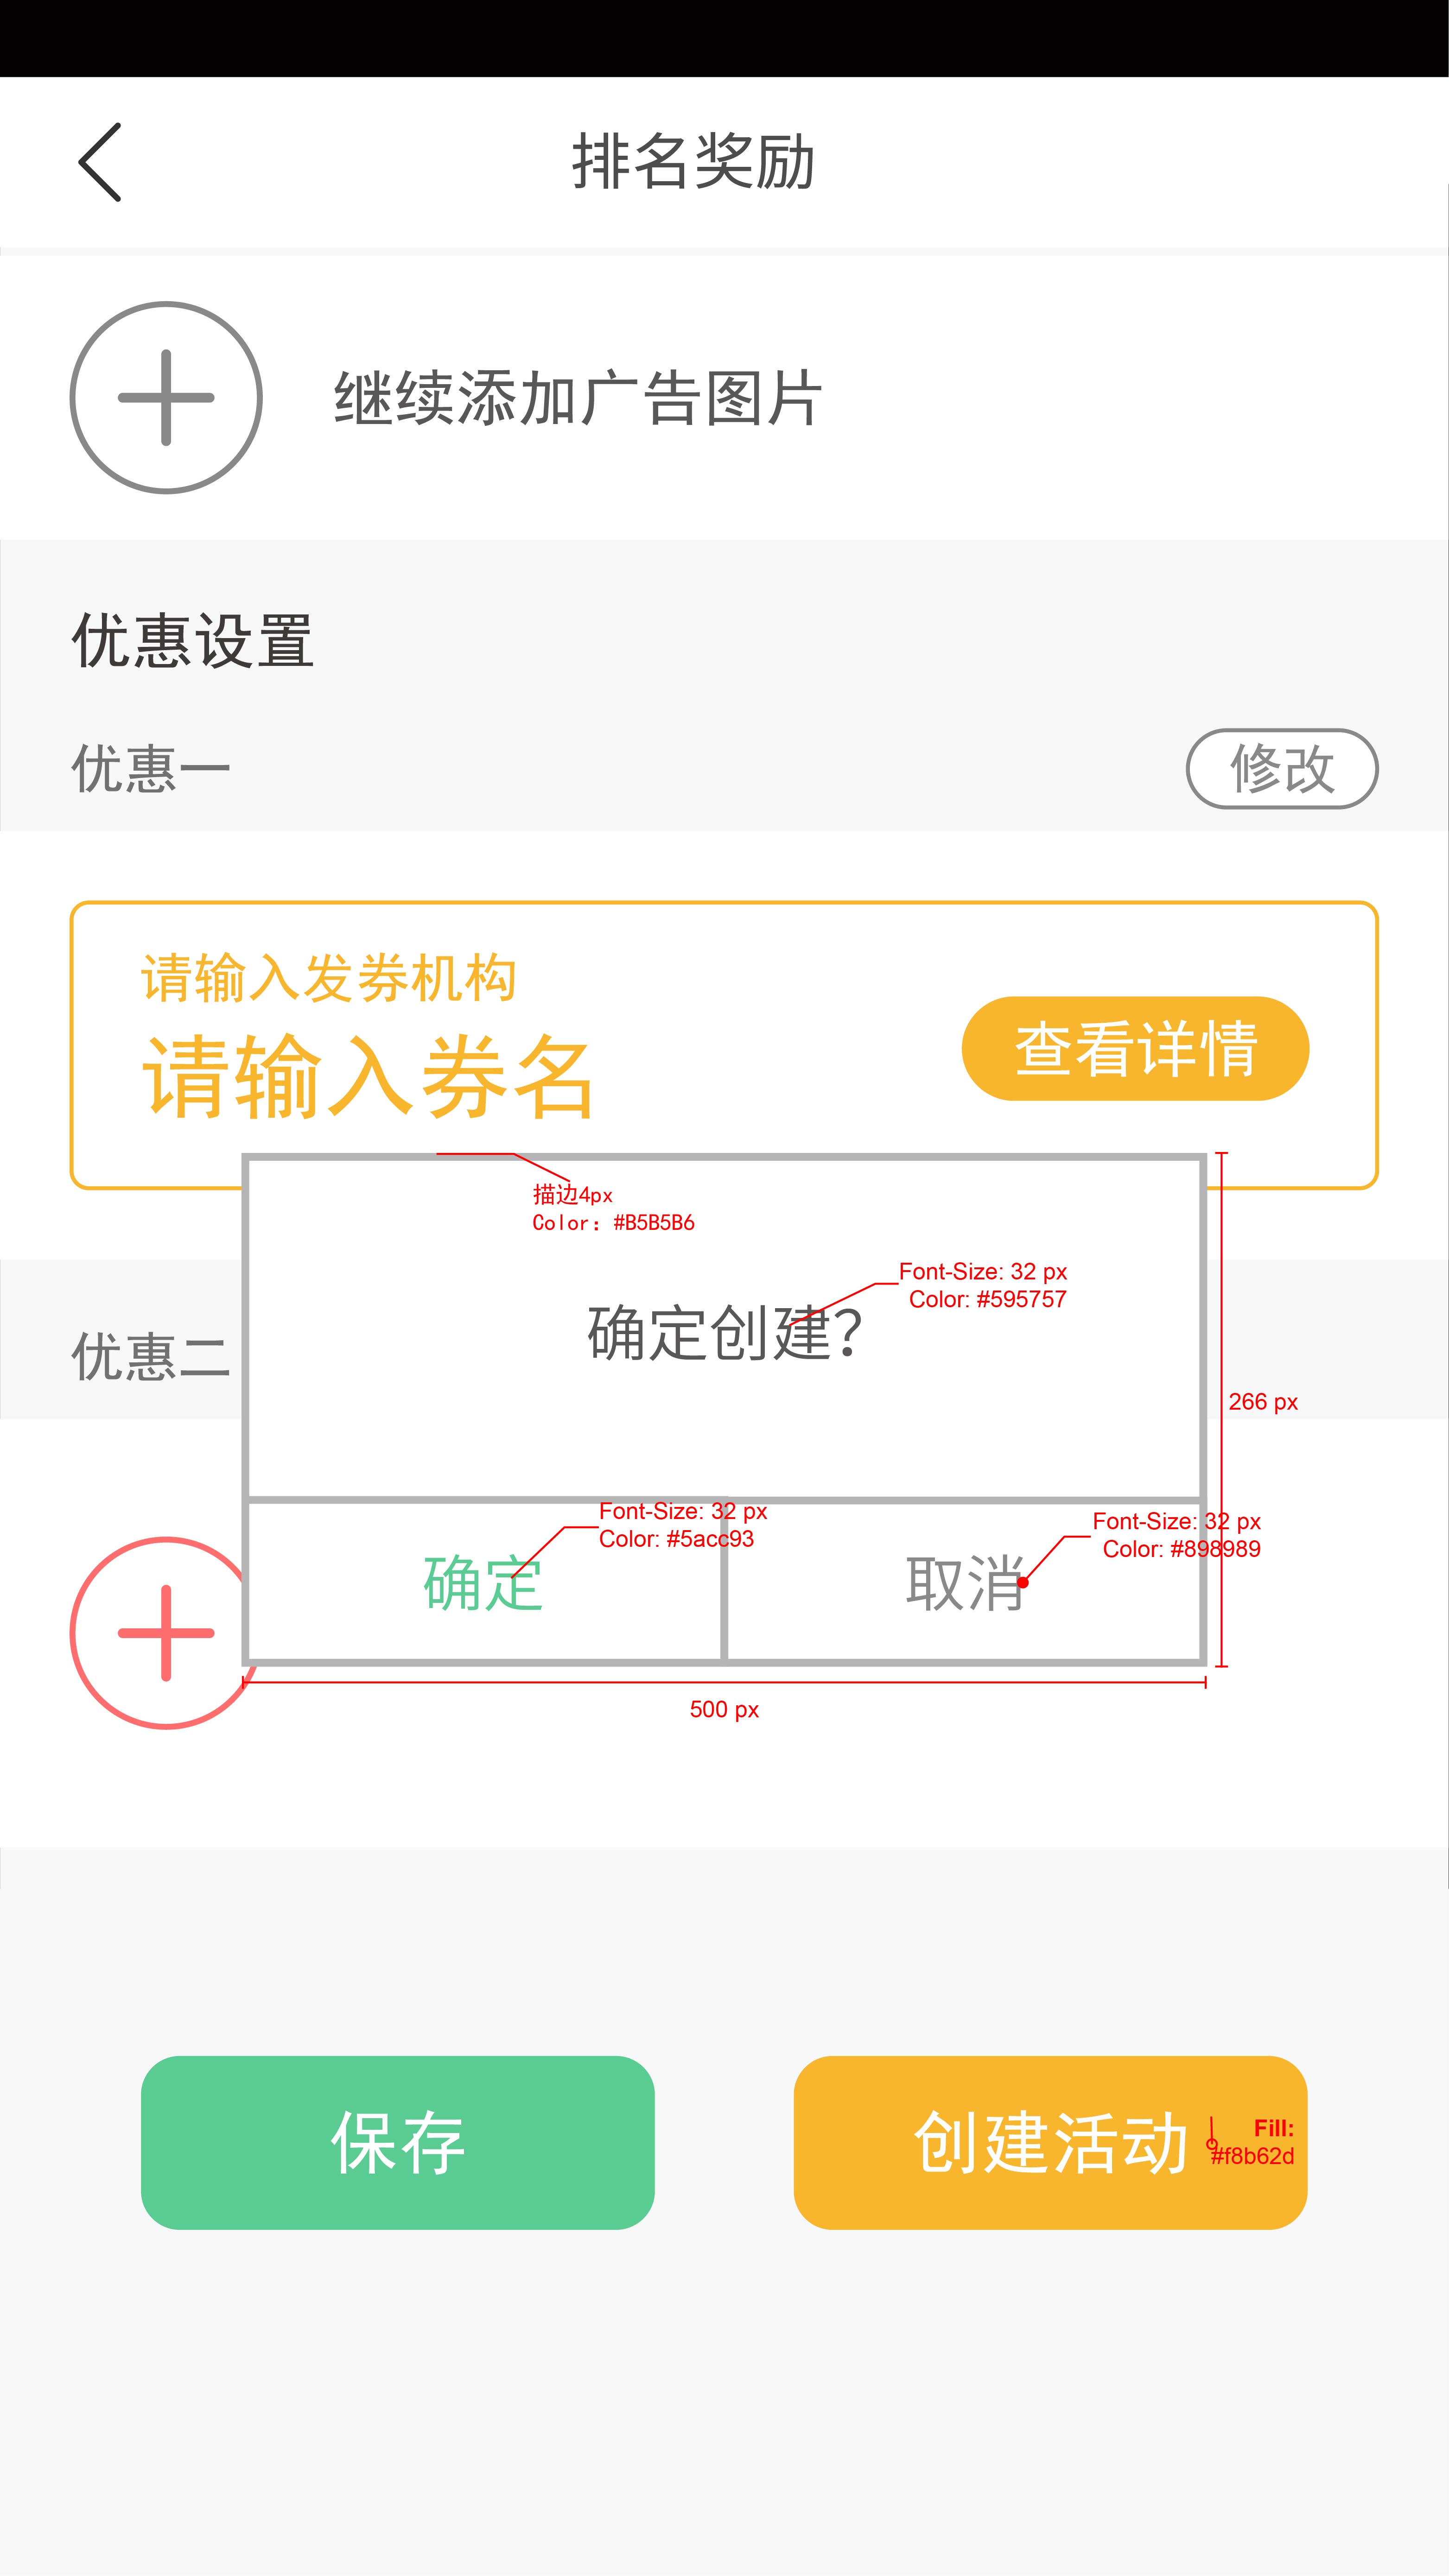 排名奖励
继续添加广告图片
优惠设置
优惠一
修改
请输入发券机构
请输入券名
查看详情
描边4px
Color：#B5B5B6
Font-Size: 32 px
Color: #595757
确定创建?
266 px
优惠二
Font-Size: 32 px
Color: #5acc93
Font-Size: 32 px
Color: #898989
确定
取消
500 px
保存
创建活动
Fill:
#f8b62d